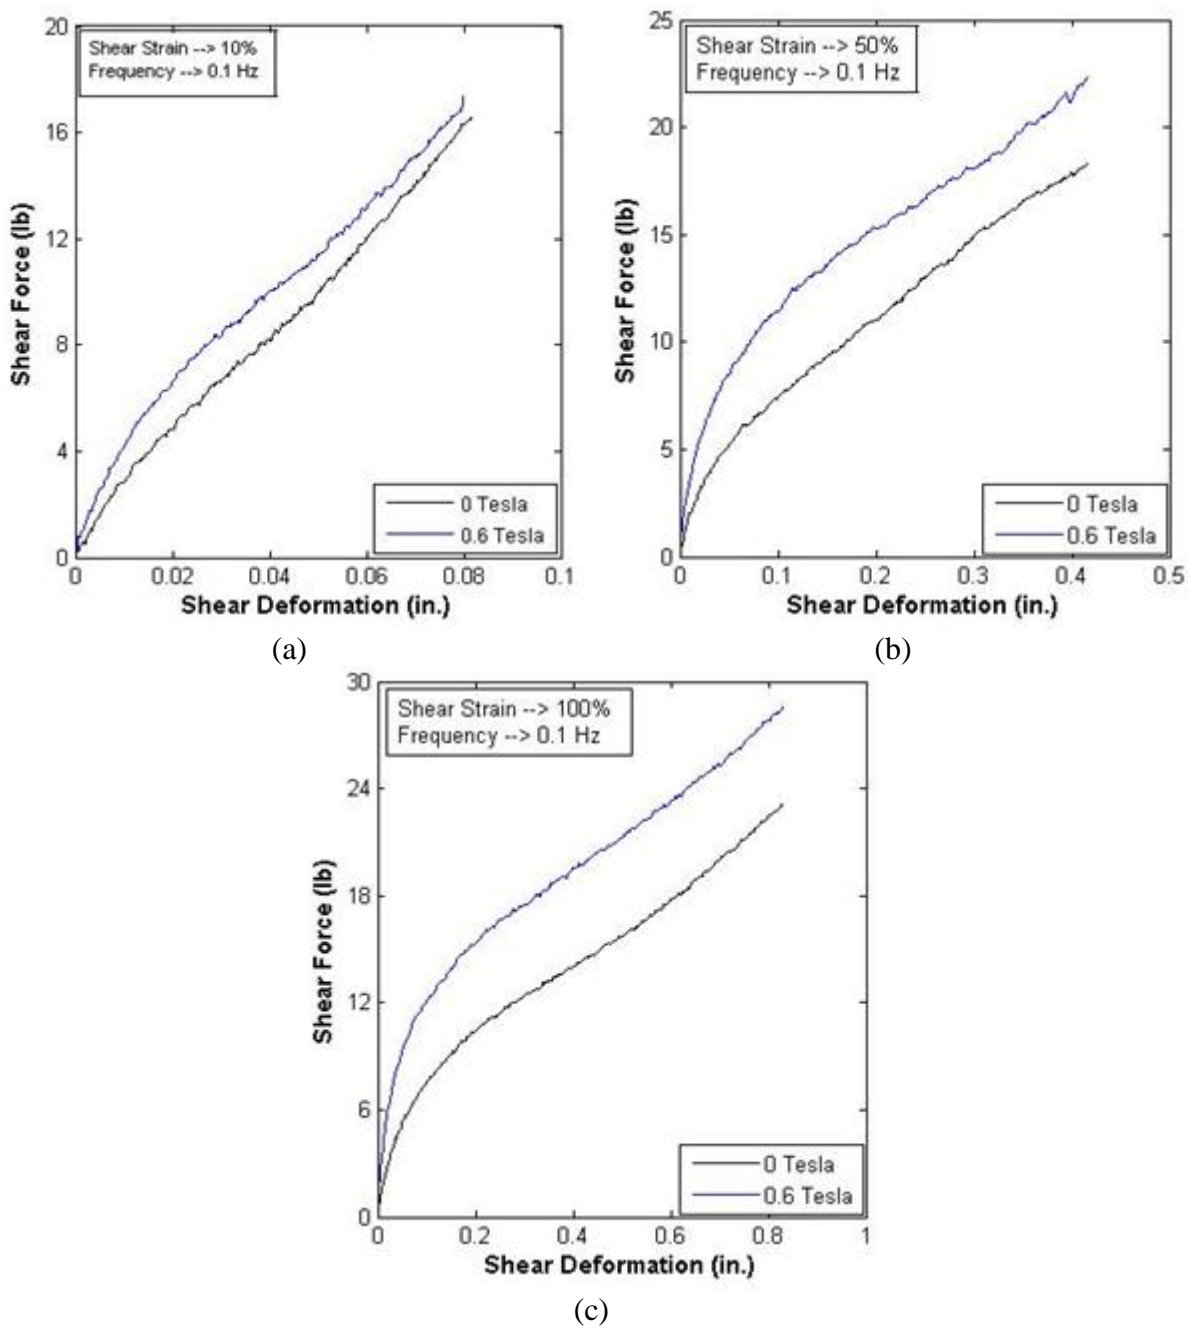 20
16
12
8
4
0
Shear Force (lb)
Shear Strain --> 10%
Frequency --> 0.1 Hz
0 Tesla
0.6 Tesla
0 0.02 0.04 0.06 0.08 0.1
Shear Deformation (in.)
(a)
25
20
15
10
5
0
Shear Force (lb)
Shear Strain --> 50%
Frequency --> 0.1 Hz
0 Tesla
0.6 Tesla
0 0.1 0.2 0.3 0.4 0.5
Shear Deformation (in.)
(b)
30
24
18
12
6
0
Shear Force (lb)
Shear Strain --> 100%
Frequency --> 0.1 Hz
0 Tesla
0.6 Tesla
0 0.2 0.4 0.6 0.8 1
Shear Deformation (in.)
(c)